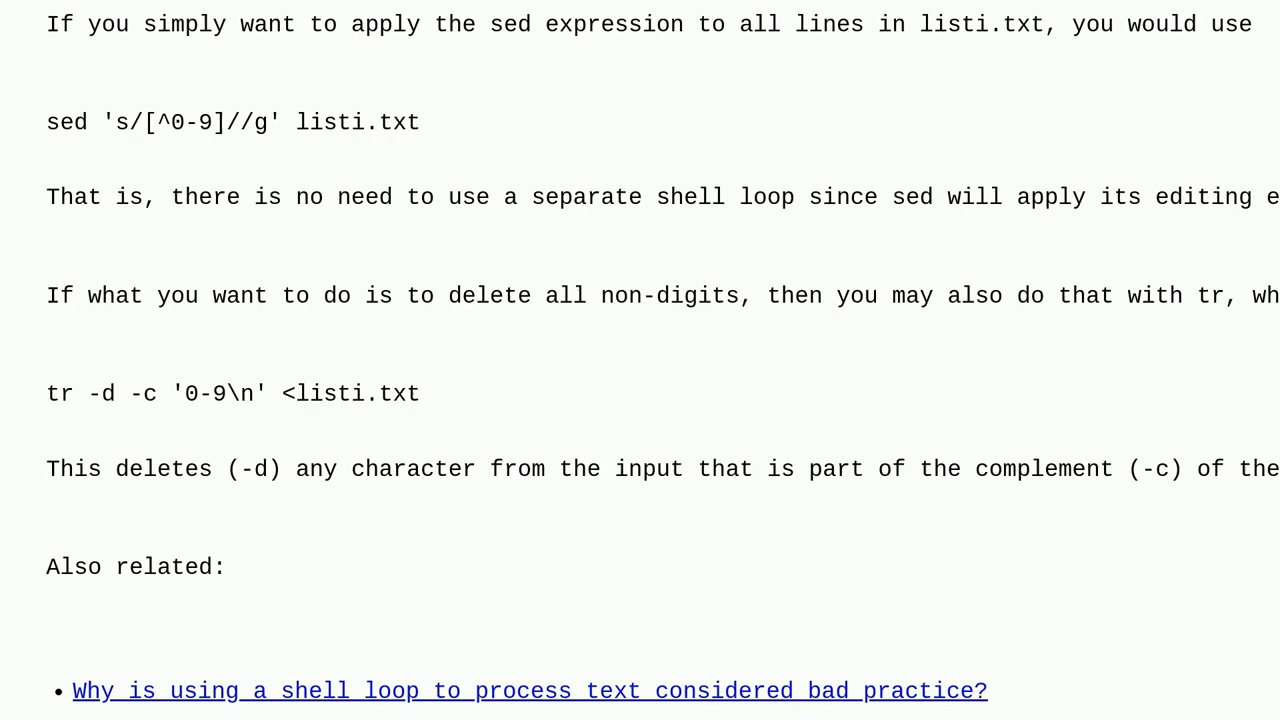 If you simply want to apply the sed expression to all lines in listi.txt, you would use
sed 's/[^0-9]//g' listi.txt
That is, there is no need to use a separate shell loop since sed will apply its editing
If what you want to do is to delete all non-digits, then you may also do that with tr,
tr -d -c '0-9\n' <listi.txt
This deletes (-d) any character from the input that is part of the complement (-c) of the
Also related:
• Why is using a shell loop to process text considered bad practice?